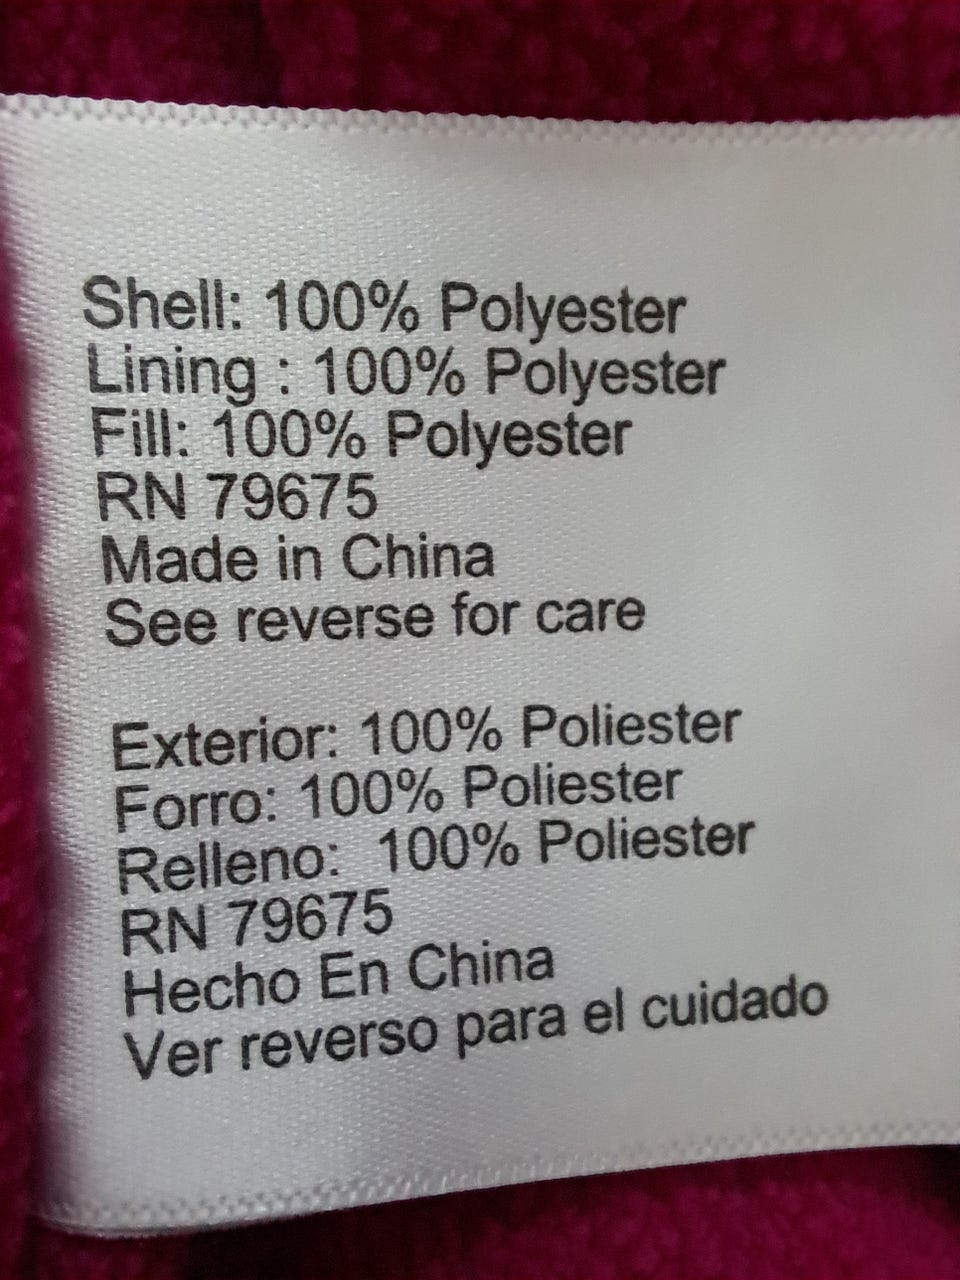 Shell: 100% Polyester
Lining : 100% Polyester
Fill: 100% Polyester
RN 79675
Made in China
See reverse for care
Exterior: 100% Poliester
Forro: 100% Poliester
Relleno: 100% Poliester
RN 79675
Hecho En China
Ver reverso para el cuidado